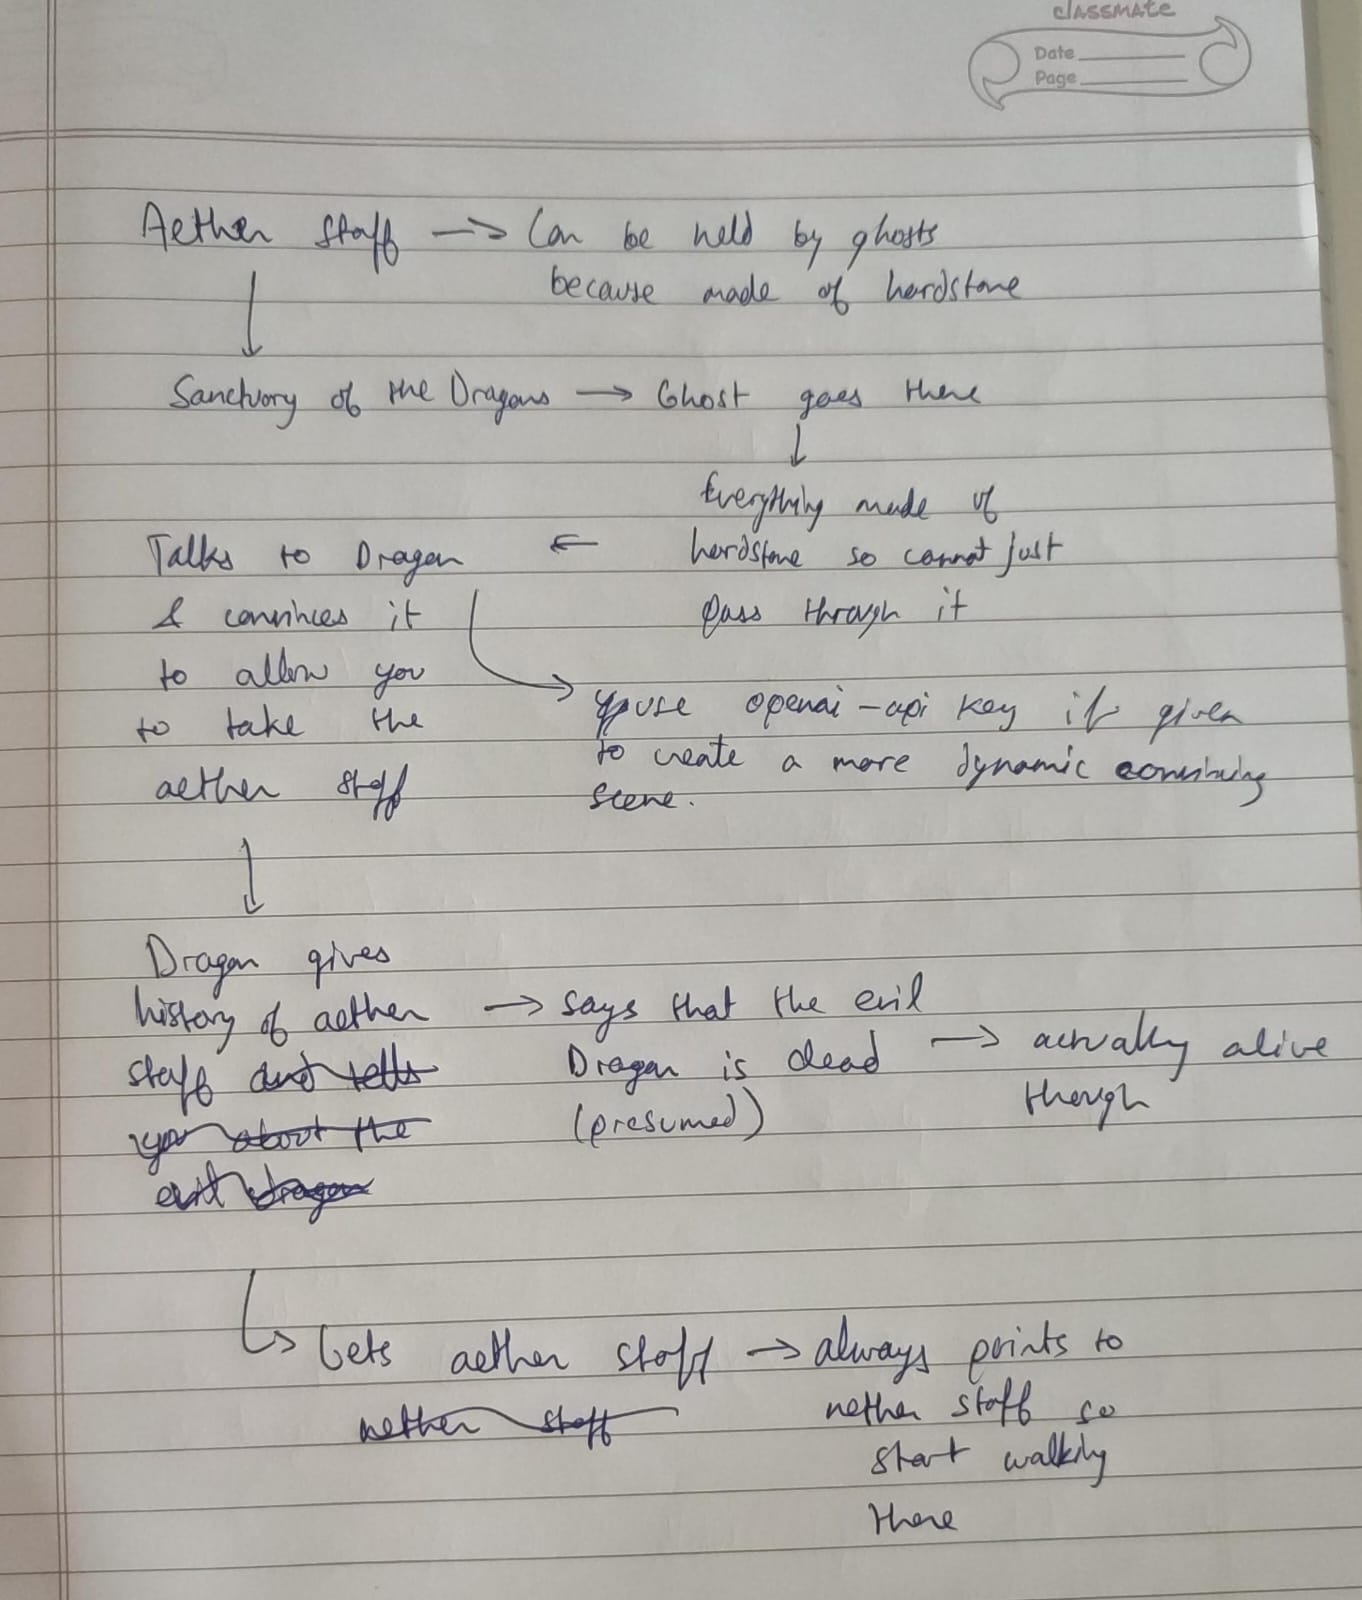 classmate
Date
Page
Aether staff → Can be held by ghosts
because made of hardstone
Sanctuary of the Dragons → Ghost goes there
Everything made of
hardstone so cannot just
pass through it
Talks to Dragon ←
& convinces it
to allow you
to take the
aether staff
use openai-api key if given
to create a more dynamic convincing
scene.
Dragon gives
history of aether
staff and tells
you about the
evil dragon
→ says that the evil
Dragon is dead
(presumed)
→ actually alive
though
Gets aether staff → always points to
nether staff
nether staff so
start walking
there